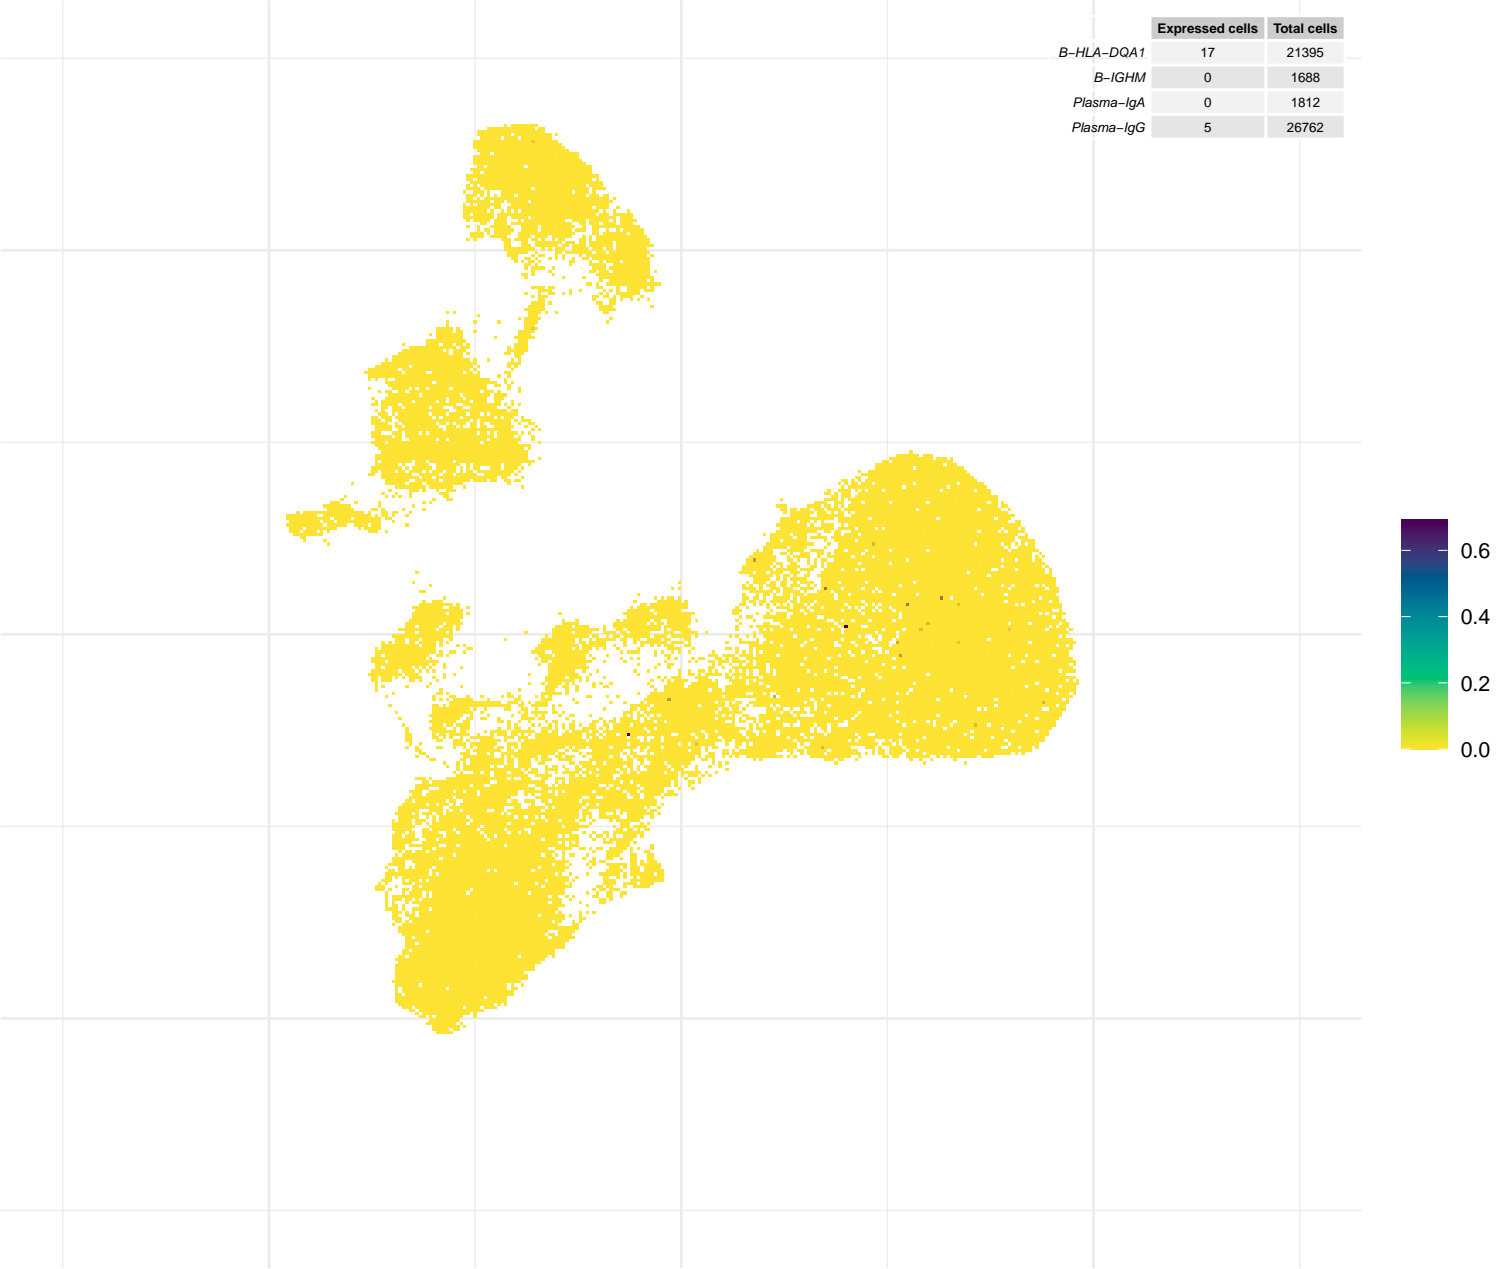 Expressed cells Total cells
B−HLA−DQA1 17 21395
B−IGHM 0 1688
Plasma−IgA 0 1812
Plasma−IgG 5 26762
0.6
0.4
0.2
0.0